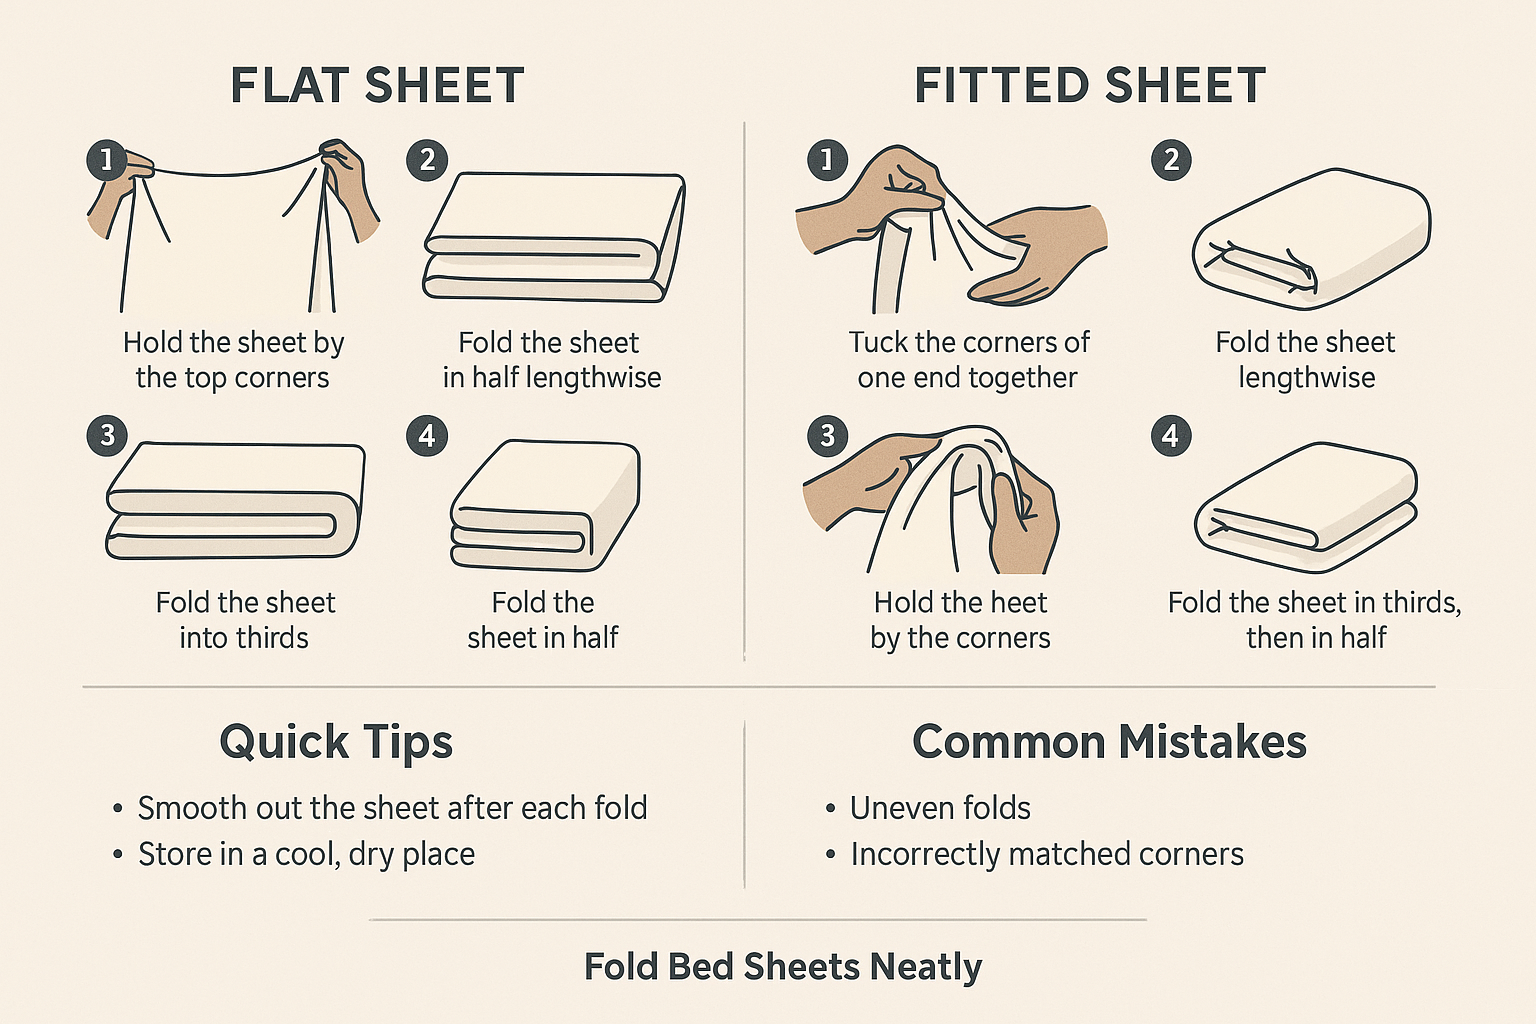 FLAT SHEET
1
Hold the sheet by
the top corners
2
Fold the sheet
in half lengthwise
3
Fold the sheet
into thirds
4
Fold the
sheet in half
FITTED SHEET
1
Tuck the corners of
one end together
2
Fold the sheet
lengthwise
3
Hold the heet
by the corners
4
Fold the sheet in thirds,
then in half
Quick Tips
• Smooth out the sheet after each fold
• Store in a cool, dry place
Common Mistakes
• Uneven folds
• Incorrectly matched corners
Fold Bed Sheets Neatly